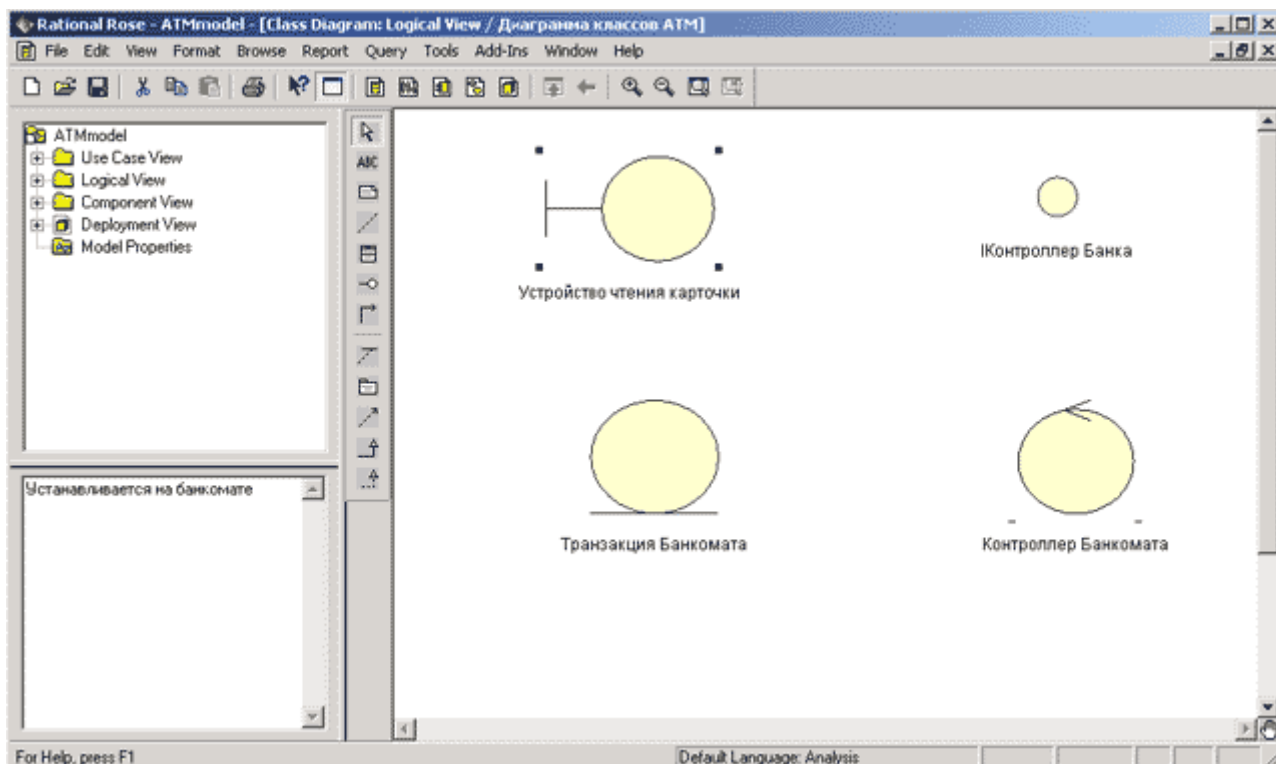 Rational Rose - ATMmodel - [Class Diagram: Logical View / Диаграмма классов ATM]
File Edit View Format Browse Report Query Tools Add-Ins Window Help
ATMmodel
Use Case View
Logical View
Component View
Deployment View
Model Properties
ABC
Устройство чтения карточки
IКонтроллер Банка
Транзакция Банкомата
Контроллер Банкомата
Устанавливается на банкомате
For Help, press F1
Default Language: Analysis